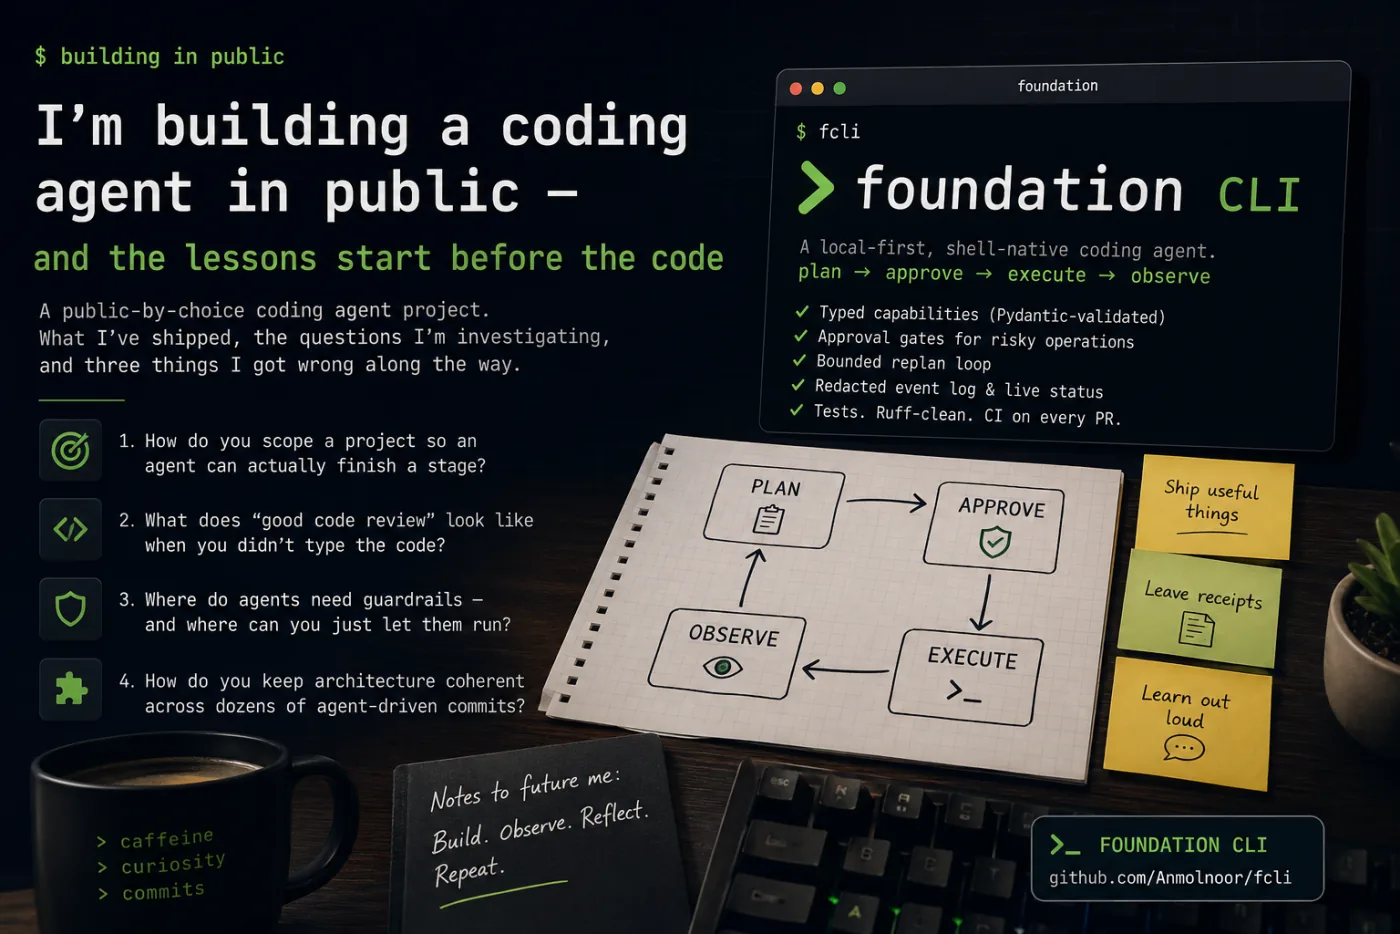 $ building in public
I'm building a coding
agent in public —
and the lessons start before the code
A public-by-choice coding agent project.
What I've shipped, the questions I'm investigating,
and three things I got wrong along the way.
1. How do you scope a project so an
agent can actually finish a stage?
2. What does "good code review" look like
when you didn't type the code?
3. Where do agents need guardrails —
and where can you just let them run?
4. How do you keep architecture coherent
across dozens of agent-driven commits?
foundation
$ fcli
foundation CLI
A local-first, shell-native coding agent.
plan → approve → execute → observe
✓ Typed capabilities (Pydantic-validated)
✓ Approval gates for risky operations
✓ Bounded replan loop
✓ Redacted event log & live status
✓ Tests. Ruff-clean. CI on every PR.
PLAN
APPROVE
OBSERVE
EXECUTE
Ship useful
things
Leave receipts
Learn out
loud
> caffeine
> curiosity
> commits
Notes to future me:
Build. Observe. Reflect.
Repeat.
esc
A
>_ FOUNDATION CLI
github.com/Anmolnoor/fcli